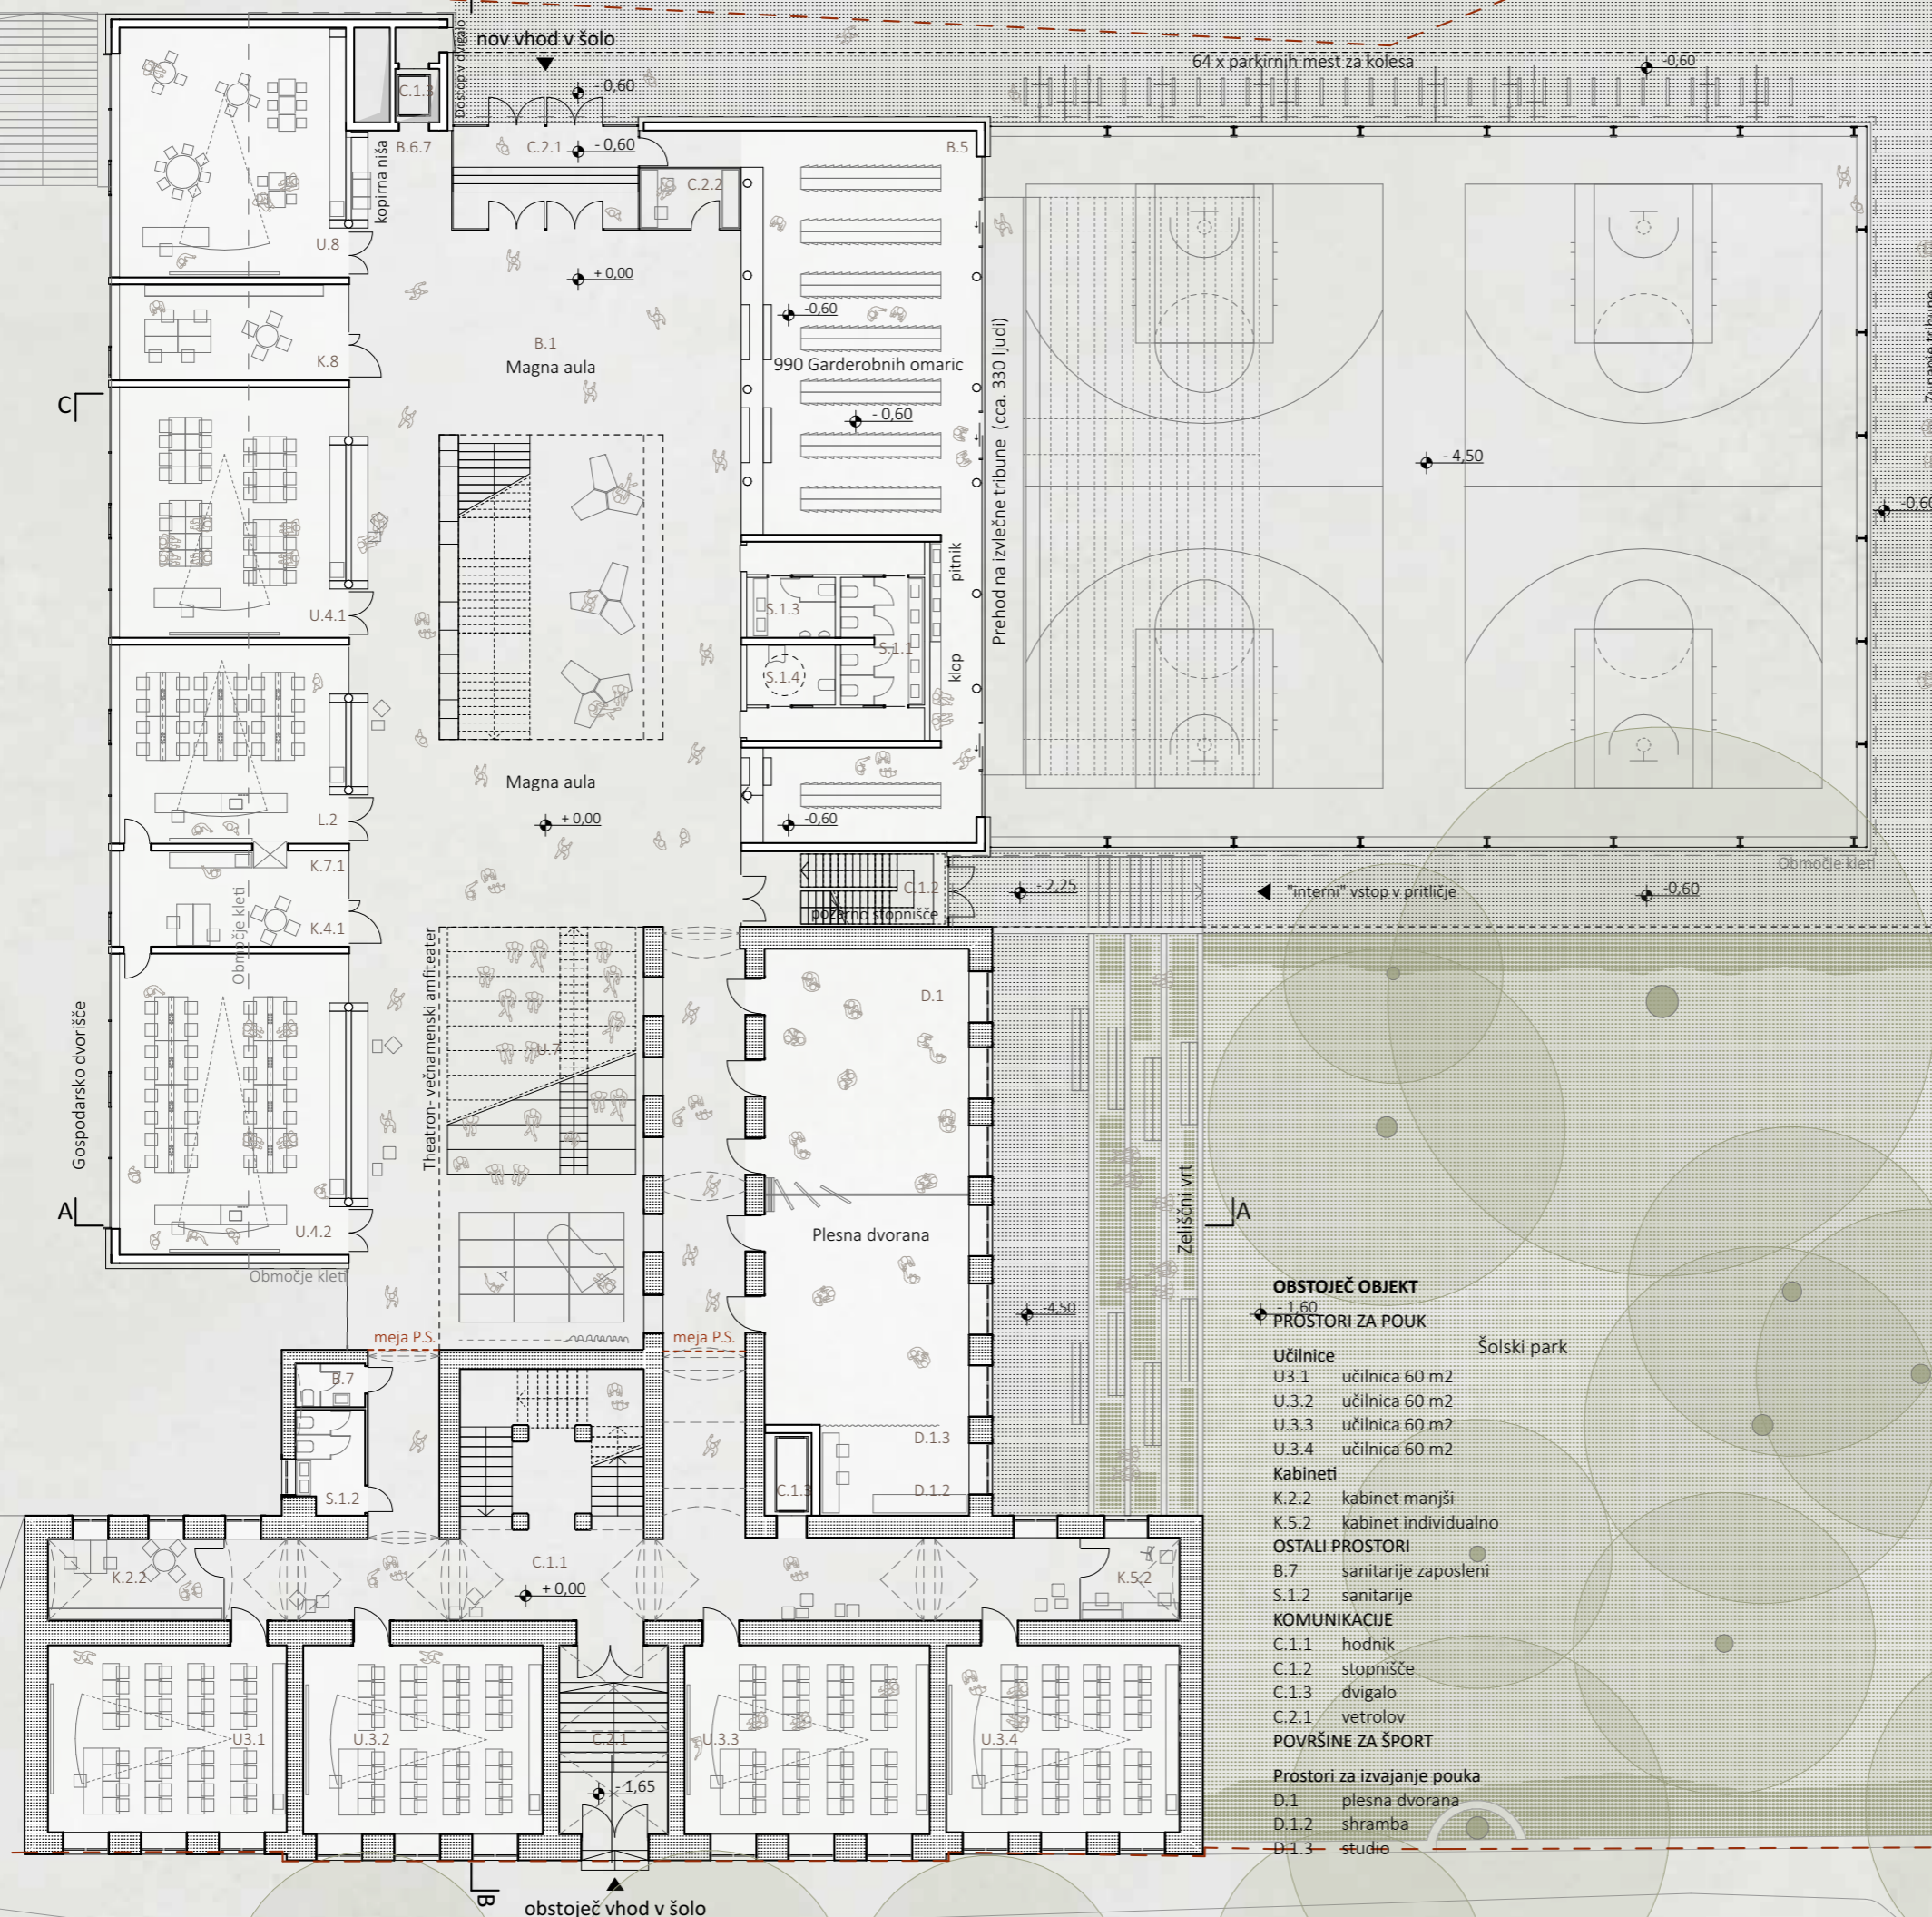 nov vhod v šolo
Dostop v dvigalo
64 x parkirnih mest za kolesa
-0,60
- 0,60
C.1.3
kopirna niša
B.6.7
C.2.1
- 0,60
B.5
C.2.2
U.8
+ 0,00
K.8
B.1
Magna aula
-0,60
990 Garderobnih omaric
- 0,60
Prehod na izvlečne tribune (cca. 330 ljudi)
Zunanje tribune
C
- 4,50
-0,60
pitnik
U.4.1
S.1.3
S.1.1
S.1.4
klop
Magna aula
+ 0,00
-0,60
L.2
K.7.1
K.4.1
Območje kleti
Območje kleti
C.1.2
požarno stopnišče
- 2,25
"interni" vstop v pritličje
-0,60
Gospodarsko dvorišče
Theatron- večnamenski amfiteater
U.7
D.1
Zeliščni vrt
A
A
U.4.2
Območje kleti
Plesna dvorana
-4,50
- 1,60
meja P.S.
meja P.S.
Šolski park
B.7
S.1.2
D.1.3
D.1.2
C.1.3
K.2.2
C.1.1
+ 0,00
K.5.2
U3.1
U.3.2
C.2.1
U.3.3
U.3.4
- 1,65
B
obstoječ vhod v šolo
OBSTOJEČ OBJEKT
PROSTORI ZA POUK
Učilnice
U3.1 učilnica 60 m2
U.3.2 učilnica 60 m2
U.3.3 učilnica 60 m2
U.3.4 učilnica 60 m2
Kabineti
K.2.2 kabinet manjši
K.5.2 kabinet individualno
OSTALI PROSTORI
B.7 sanitarije zaposleni
S.1.2 sanitarije
KOMUNIKACIJE
C.1.1 hodnik
C.1.2 stopnišče
C.1.3 dvigalo
C.2.1 vetrolov
POVRŠINE ZA ŠPORT
Prostori za izvajanje pouka
D.1 plesna dvorana
D.1.2 shramba
D.1.3 studio